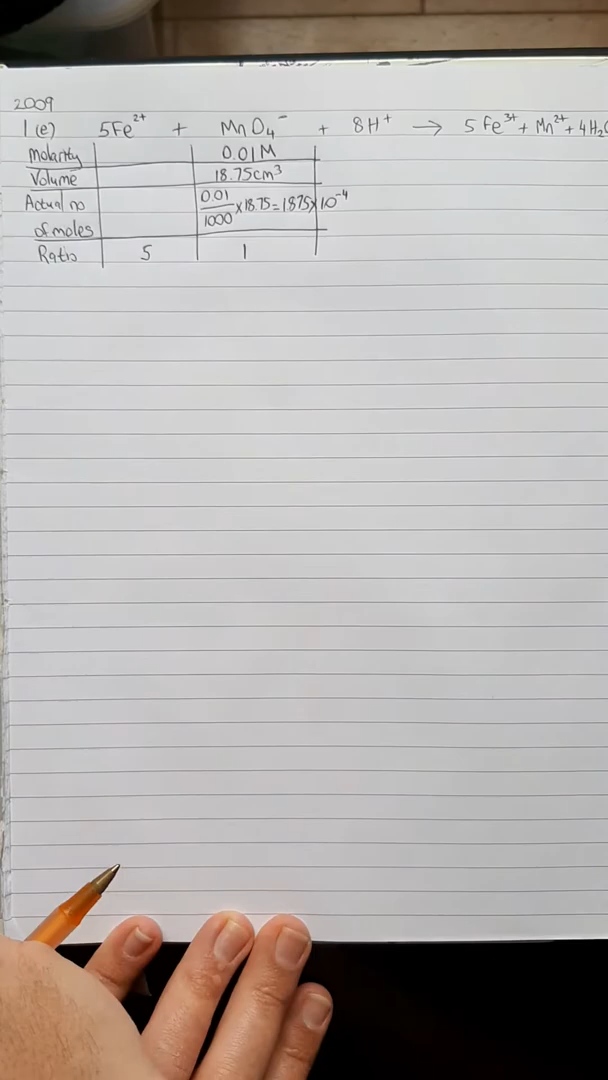 2009
1(e) 5Fe²⁺ + MnO₄⁻ + 8H⁺ → 5Fe³⁺ + Mn²⁺ + 4H₂O
Molarity 0.01M
Volume 18.75cm³
Actual no 0.01/1000 × 18.75 = 1.875 × 10⁻⁴
of moles
Ratio 5 1